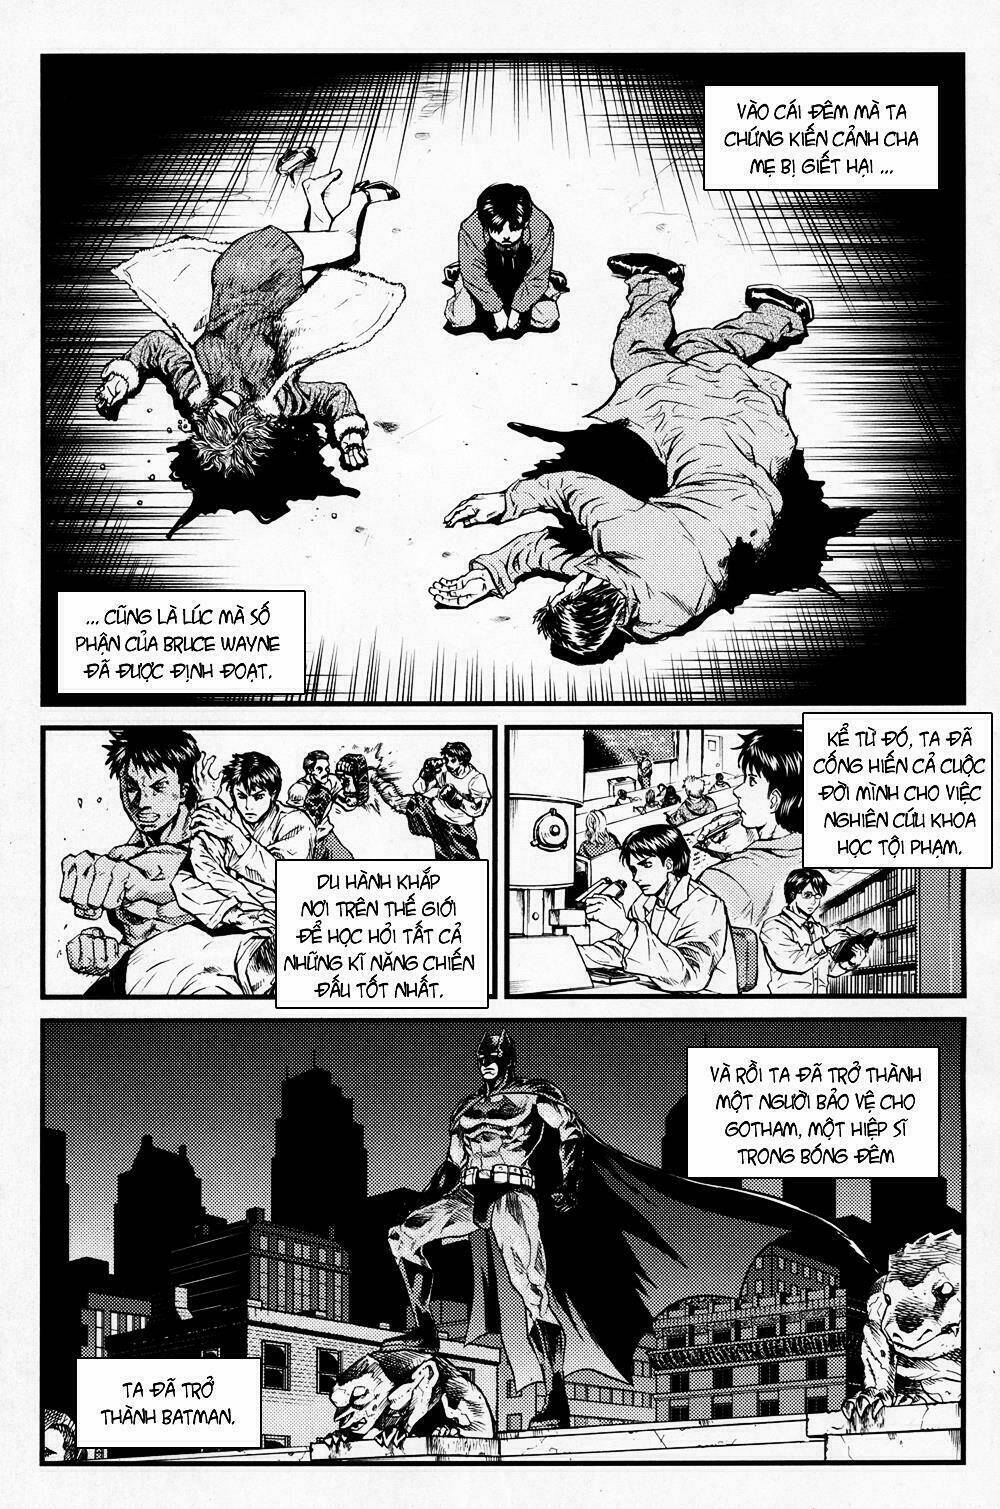 VÀO CÁI ĐÊM MÀ TA
CHỨNG KIẾN CẢNH CHA
MẸ BỊ GIẾT HẠI ...
... CŨNG LÀ LÚC MÀ SỐ
PHẬN CỦA BRUCE WAYNE
ĐÃ ĐƯỢC ĐỊNH ĐOẠT.
DU HÀNH KHẮP
NƠI TRÊN THẾ GIỚI
ĐỂ HỌC HỎI TẤT CẢ
NHỮNG KĨ NĂNG CHIẾN
ĐẤU TỐT NHẤT.
KỂ TỪ ĐÓ, TA ĐÃ
CỐNG HIẾN CẢ CUỘC
ĐỜI MÌNH CHO VIỆC
NGHIÊN CỨU KHOA
HỌC TỘI PHẠM.
VÀ RỒI TA ĐÃ TRỞ THÀNH
MỘT NGƯỜI BẢO VỆ CHO
GOTHAM, MỘT HIỆP SĨ
TRONG BÓNG ĐÊM
TA ĐÃ TRỞ
THÀNH BATMAN.